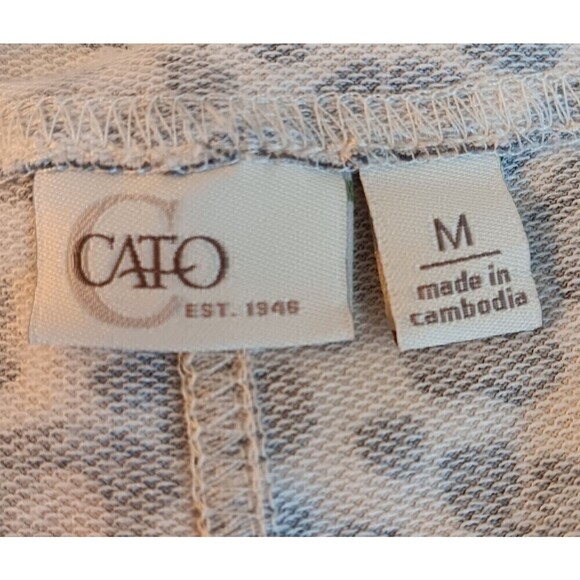 C
CATO
EST. 1946
M
made in
cambodia